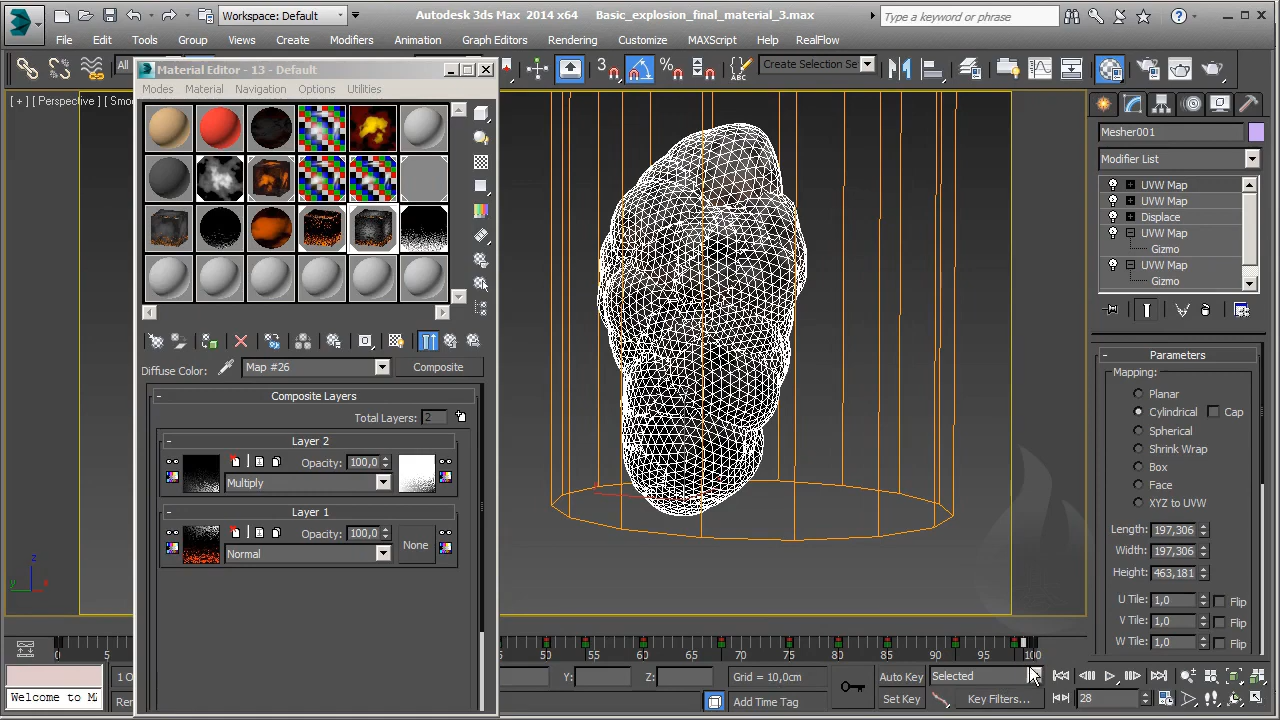 Workspace: Default
Autodesk 3ds Max 2014 x64 Basic_explosion_final_material_3.max
Type a keyword or phrase
File Edit Tools Group Views Create Modifiers Animation Graph Editors Rendering Customize MAXScript Help RealFlow
All
3
Create Selection Se
Material Editor - 13 - Default
Modes Material Navigation Options Utilities
[ + ] [ Perspective ] [ Smoo
Mesher001
Modifier List
UVW Map
UVW Map
Displace
UVW Map
Gizmo
UVW Map
Gizmo
Diffuse Color: Map #26 Composite
Composite Layers
Total Layers: 2
Layer 2
Opacity: 100,0
Multiply
Layer 1
Opacity: 100,0
Normal
None
Parameters
Mapping:
Planar
Cylindrical Cap
Spherical
Shrink Wrap
Box
Face
XYZ to UVW
Length: 197,306
Width: 197,306
Height: 463,181
U Tile: 1,0 Flip
V Tile: 1,0 Flip
W Tile: 1,0 Flip
z
y x
0 5 50 55 60 65 70 75 80 85 90 95 100
1 O
Y: Z: Grid = 10,0cm
Auto Key Selected
Welcome to MA
Ren
Add Time Tag
Set Key Key Filters... 28